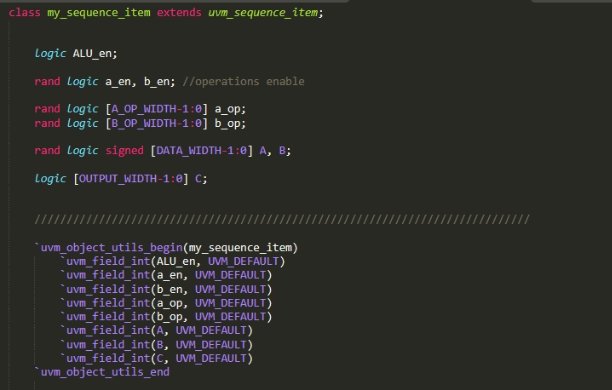 class my_sequence_item extends uvm_sequence_item;
logic ALU_en;
rand logic a_en, b_en; //operations enable
rand logic [A_OP_WIDTH-1:0] a_op;
rand logic [B_OP_WIDTH-1:0] b_op;
rand logic signed [DATA_WIDTH-1:0] A, B;
logic [OUTPUT_WIDTH-1:0] C;
//////////////////////////////////////////////////////////////////////////////
`uvm_object_utils_begin(my_sequence_item)
`uvm_field_int(ALU_en, UVM_DEFAULT)
`uvm_field_int(a_en, UVM_DEFAULT)
`uvm_field_int(b_en, UVM_DEFAULT)
`uvm_field_int(a_op, UVM_DEFAULT)
`uvm_field_int(b_op, UVM_DEFAULT)
`uvm_field_int(A, UVM_DEFAULT)
`uvm_field_int(B, UVM_DEFAULT)
`uvm_field_int(C, UVM_DEFAULT)
`uvm_object_utils_end